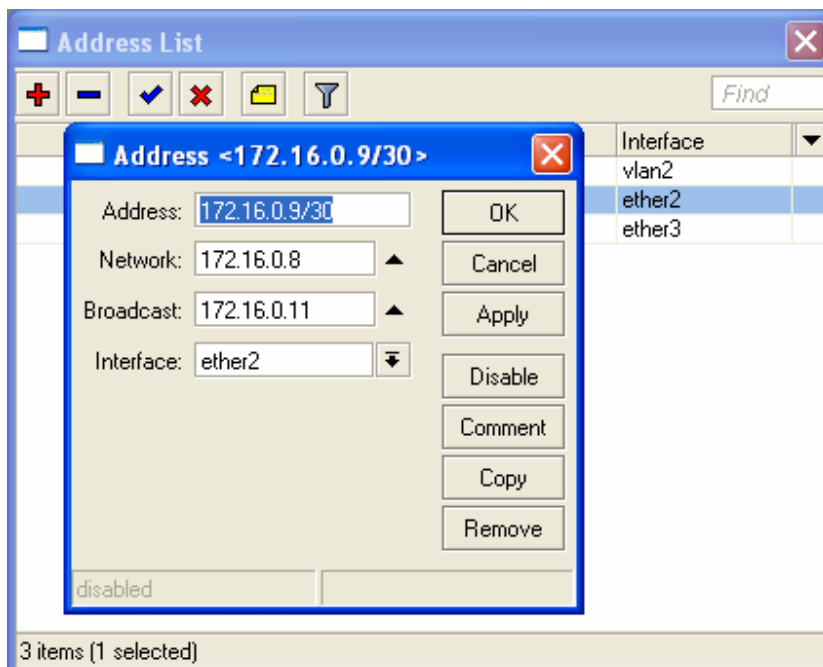 Address List
Find
Interface
vlan2
ether2
ether3
Address <172.16.0.9/30>
Address: 172.16.0.9/30
Network: 172.16.0.8
Broadcast: 172.16.0.11
Interface: ether2
OK
Cancel
Apply
Disable
Comment
Copy
Remove
disabled
3 items (1 selected)